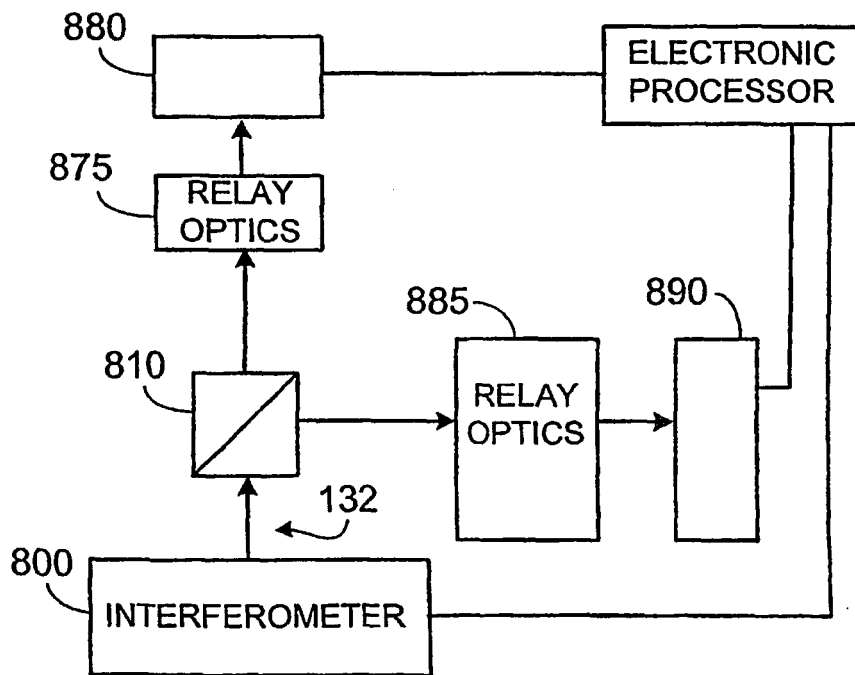 880
ELECTRONIC
PROCESSOR
875
RELAY
OPTICS
885
890
810
RELAY
OPTICS
132
800
INTERFEROMETER